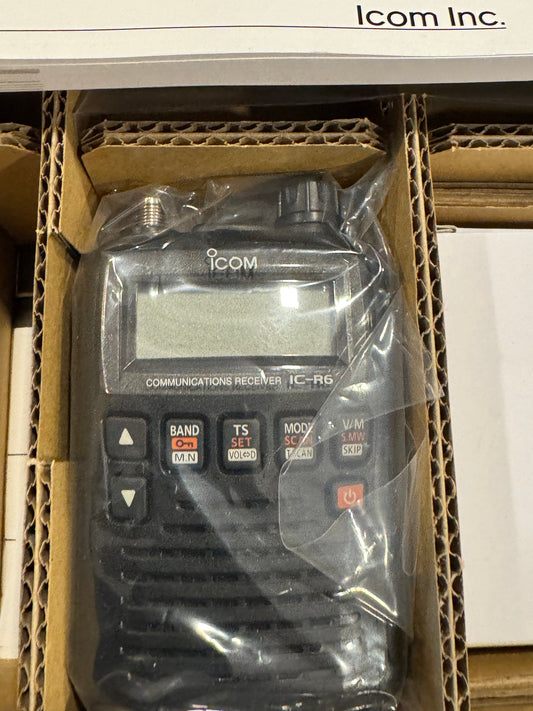 Icom Inc.
ICOM
COMMUNICATIONS RECEIVER IC-R6
BAND TS MODE V/M
SET SCAN S.MW
M.N VOL⇔D T-SCAN SKIP